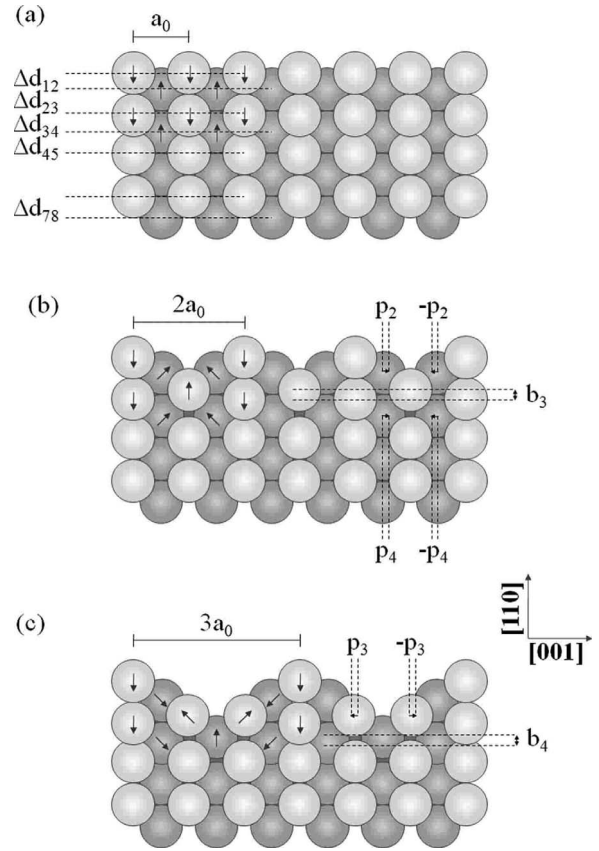 (a)
a₀
Δd₁₂
Δd₂₃
Δd₃₄
Δd₄₅
Δd₇₈
(b)
2a₀
p₂ -p₂
b₃
p₄ -p₄
[110]
[001]
(c)
3a₀
p₃ -p₃
b₄